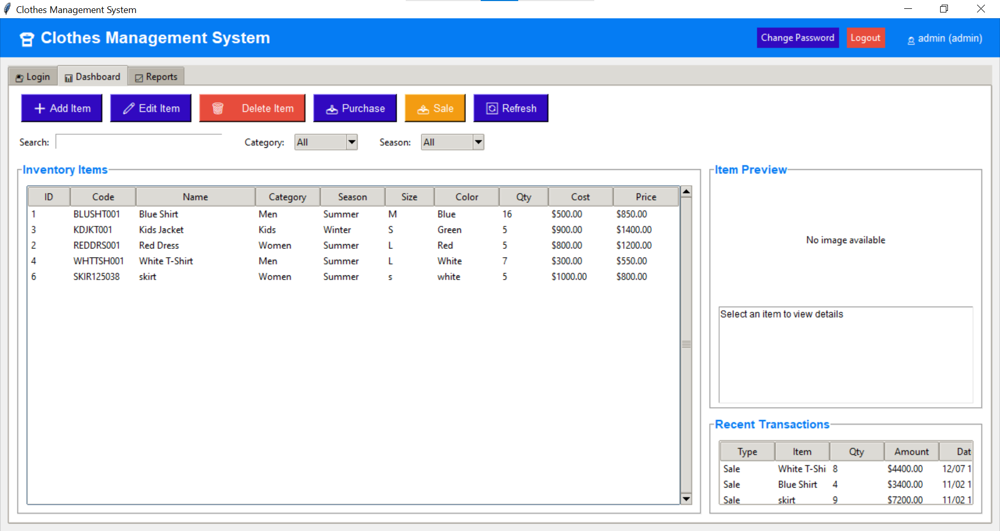 Clothes Management System
Clothes Management System
Change Password Logout admin (admin)
Login Dashboard Reports
Add Item Edit Item Delete Item Purchase Sale Refresh
Search: Category: All Season: All
Inventory Items
ID Code Name Category Season Size Color Qty Cost Price
1 BLUSHT001 Blue Shirt Men Summer M Blue 16 $500.00 $850.00
3 KDJKT001 Kids Jacket Kids Winter S Green 5 $900.00 $1400.00
2 REDDRS001 Red Dress Women Summer L Red 5 $800.00 $1200.00
4 WHTTSH001 White T-Shirt Men Summer L White 7 $300.00 $550.00
6 SKIR125038 skirt Women Summer s white 5 $1000.00 $800.00
Item Preview
No image available
Select an item to view details
Recent Transactions
Type Item Qty Amount Dat
Sale White T-Shi 8 $4400.00 12/07 1
Sale Blue Shirt 4 $3400.00 11/02 1
Sale skirt 9 $7200.00 11/02 1